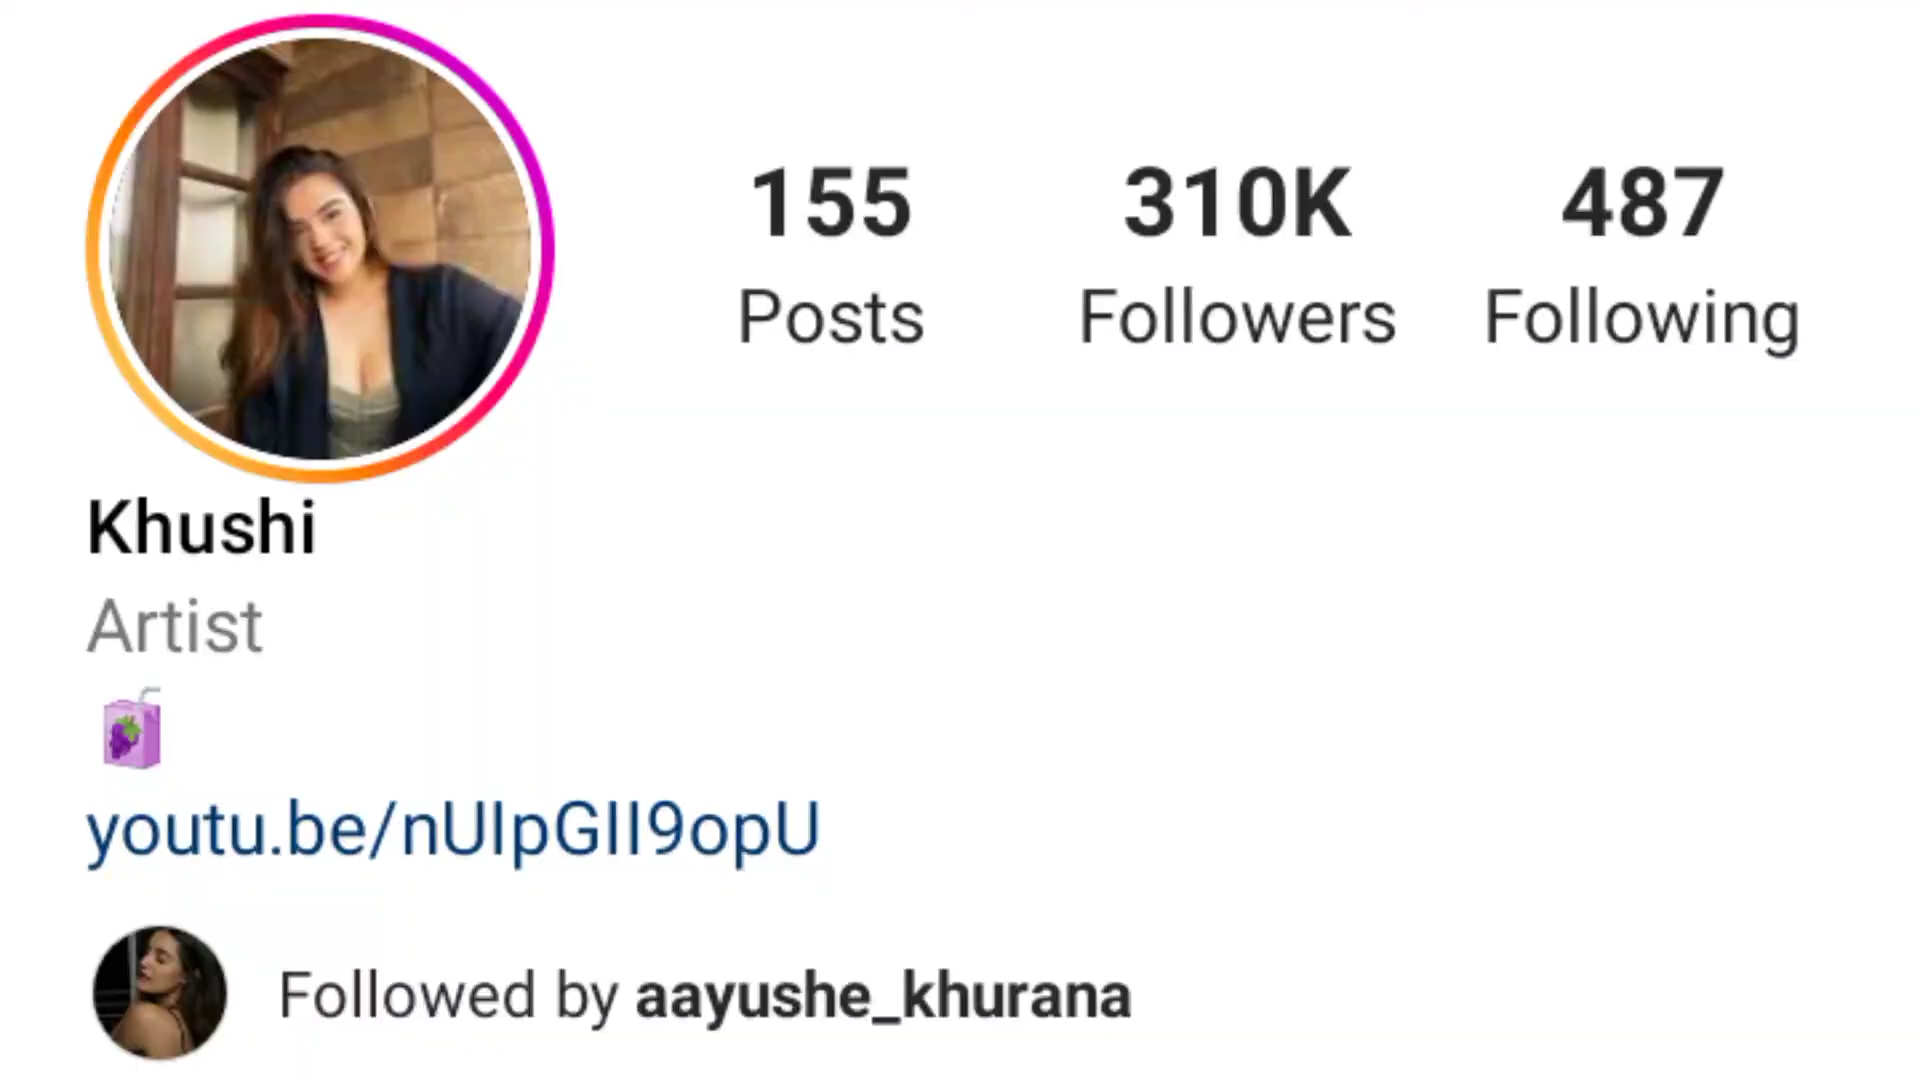 155 310K 487
Posts Followers Following
Khushi
Artist
youtu.be/nUIpGII9opU
Followed by aayushe_khurana